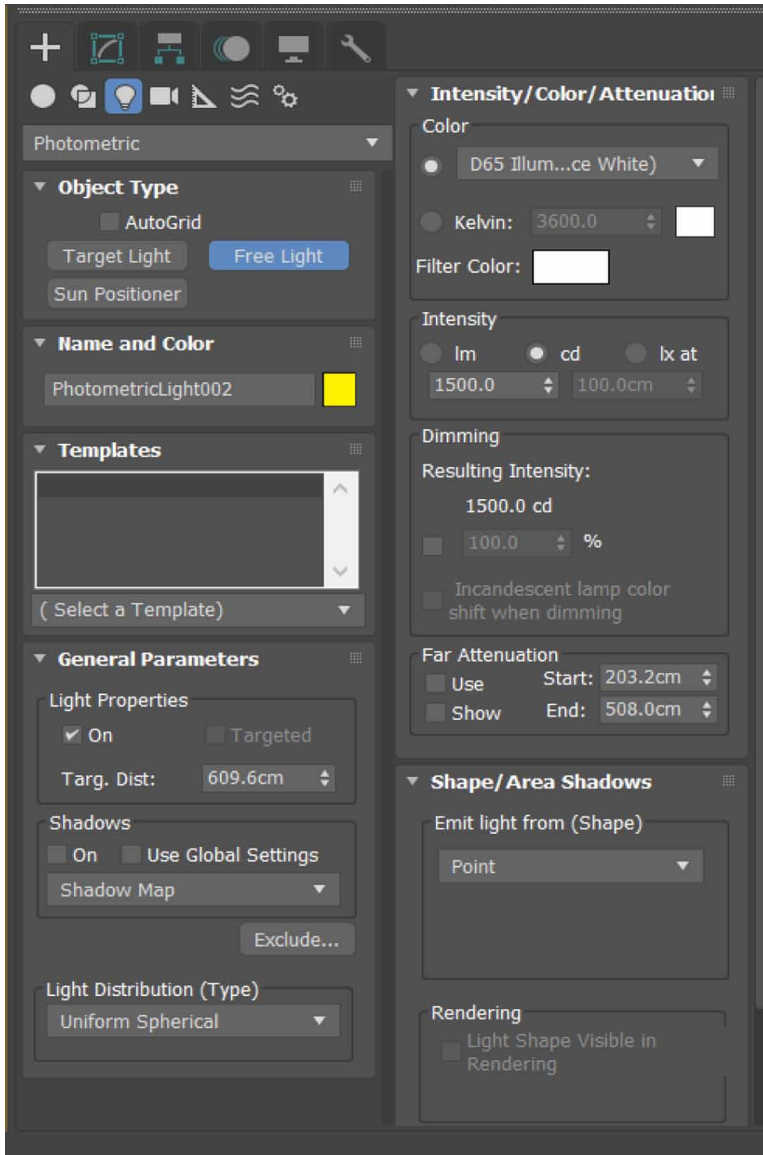 Photometric
Object Type
AutoGrid
Target Light
Free Light
Sun Positioner
Name and Color
PhotometricLight002
Templates
( Select a Template)
General Parameters
Light Properties
On
Targeted
Targ. Dist:
609.6cm
Shadows
On
Use Global Settings
Shadow Map
Exclude...
Light Distribution (Type)
Uniform Spherical
Intensity/Color/Attenuation
Color
D65 Illum...ce White)
Kelvin:
3600.0
Filter Color:
Intensity
lm
cd
lx at
1500.0
100.0cm
Dimming
Resulting Intensity:
1500.0 cd
100.0
%
Incandescent lamp color
shift when dimming
Far Attenuation
Use
Start:
203.2cm
Show
End:
508.0cm
Shape/Area Shadows
Emit light from (Shape)
Point
Rendering
Light Shape Visible in
Rendering